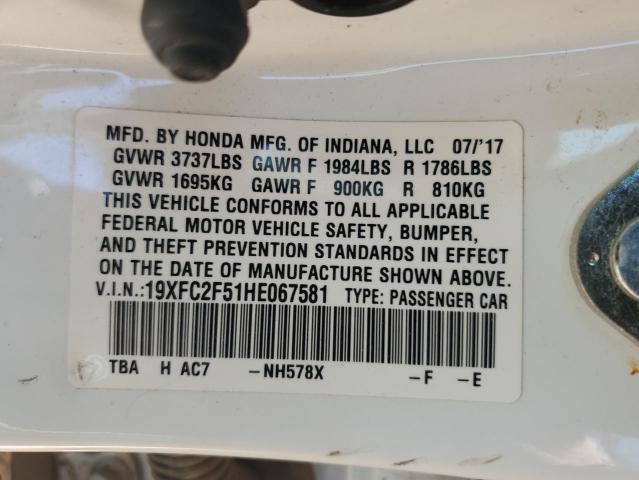 MFD. BY HONDA MFG. OF INDIANA, LLC 07/'17
GVWR 3737LBS GAWR F 1984LBS R 1786LBS
GVWR 1695KG GAWR F 900KG R 810KG
THIS VEHICLE CONFORMS TO ALL APPLICABLE
FEDERAL MOTOR VEHICLE SAFETY, BUMPER,
AND THEFT PREVENTION STANDARDS IN EFFECT
ON THE DATE OF MANUFACTURE SHOWN ABOVE.
V.I.N.:19XFC2F51HE067581 TYPE: PASSENGER CAR
TBA H AC7 -NH578X -F -E